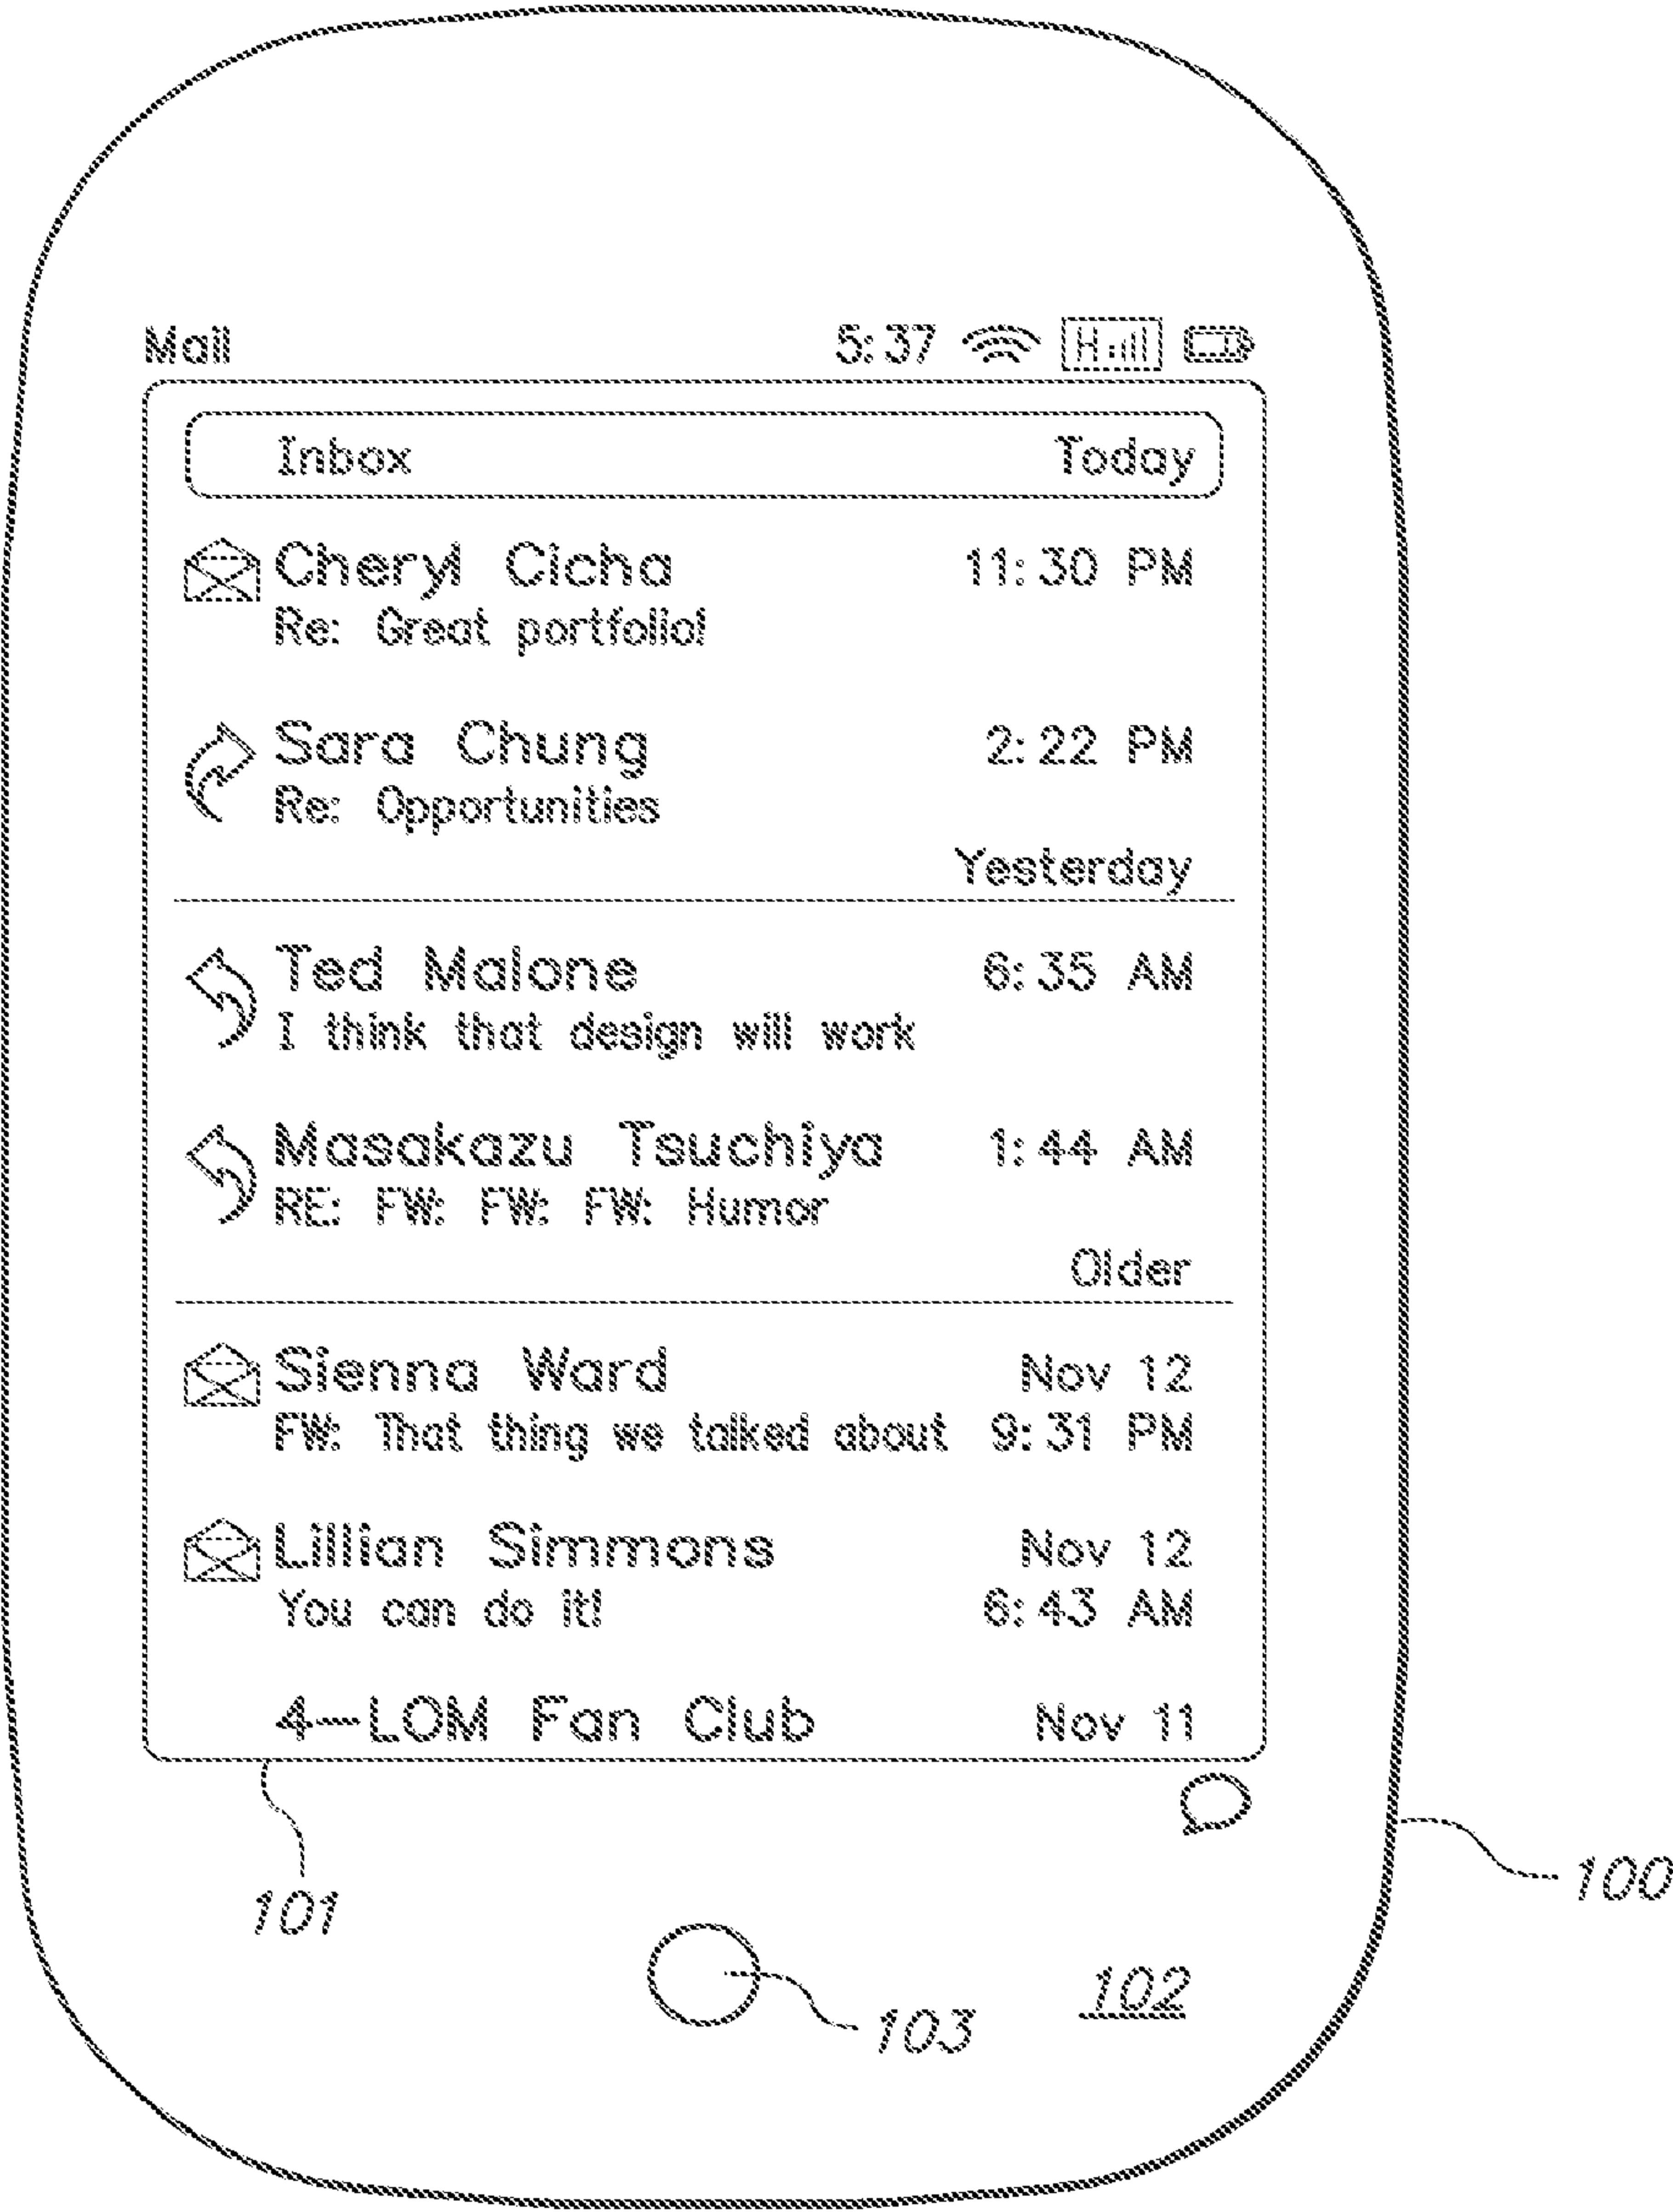 Mail 5:37 H
Inbox Today
Cheryl Cicha 11:30 PM
Re: Great portfolio!
Sara Chung 2:22 PM
Re: Opportunities
Yesterday
Ted Malone 6:35 AM
I think that design will work
Masakazu Tsuchiya 1:44 AM
RE: FW: FW: FW: Humor
Older
Sienna Ward Nov 12
FW: That thing we talked about 9:31 PM
Lillian Simmons Nov 12
You can do it! 6:43 AM
4-LOM Fan Club Nov 11
100
101
102
103